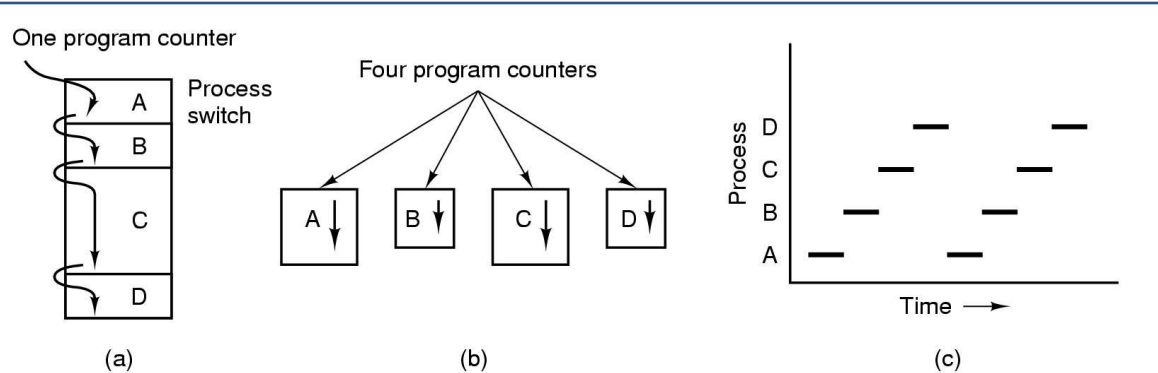 One program counter
A
Process
switch
B
C
D
(a)
Four program counters
A
B
C
D
(b)
Process
D
C
B
A
Time
(c)